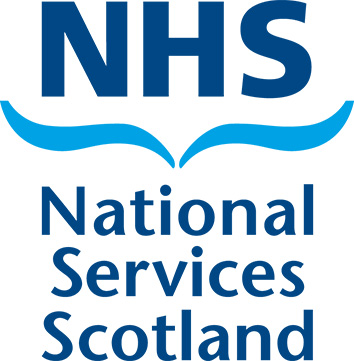 NHS
National
Services
Scotland